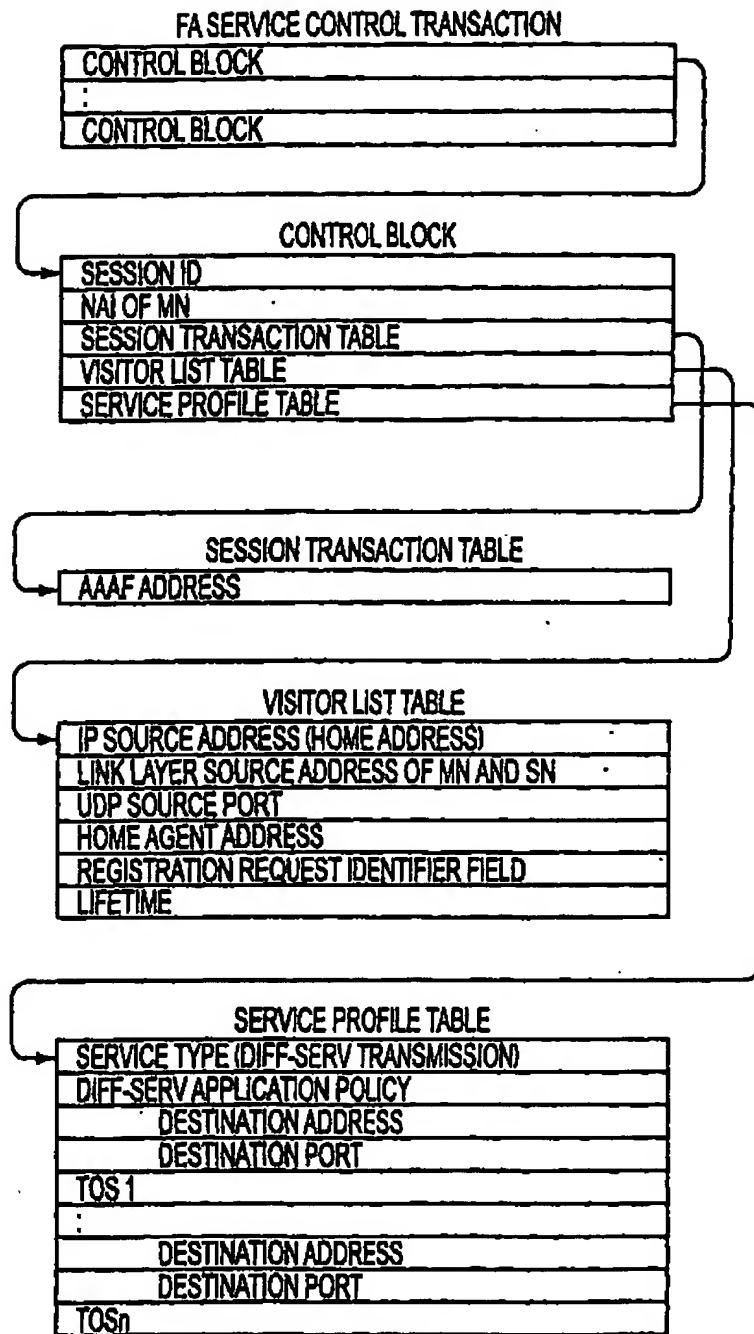 FA SERVICE CONTROL TRANSACTION
CONTROL BLOCK
:
CONTROL BLOCK
CONTROL BLOCK
SESSION ID
NAI OF MN
SESSION TRANSACTION TABLE
VISITOR LIST TABLE
SERVICE PROFILE TABLE
SESSION TRANSACTION TABLE
AAAF ADDRESS
VISITOR LIST TABLE
IP SOURCE ADDRESS (HOME ADDRESS)
LINK LAYER SOURCE ADDRESS OF MN AND SN
UDP SOURCE PORT
HOME AGENT ADDRESS
REGISTRATION REQUEST IDENTIFIER FIELD
LIFETIME
SERVICE PROFILE TABLE
SERVICE TYPE (DIFF-SERV TRANSMISSION)
DIFF-SERV APPLICATION POLICY
DESTINATION ADDRESS
DESTINATION PORT
TOS 1
:
DESTINATION ADDRESS
DESTINATION PORT
TOSn